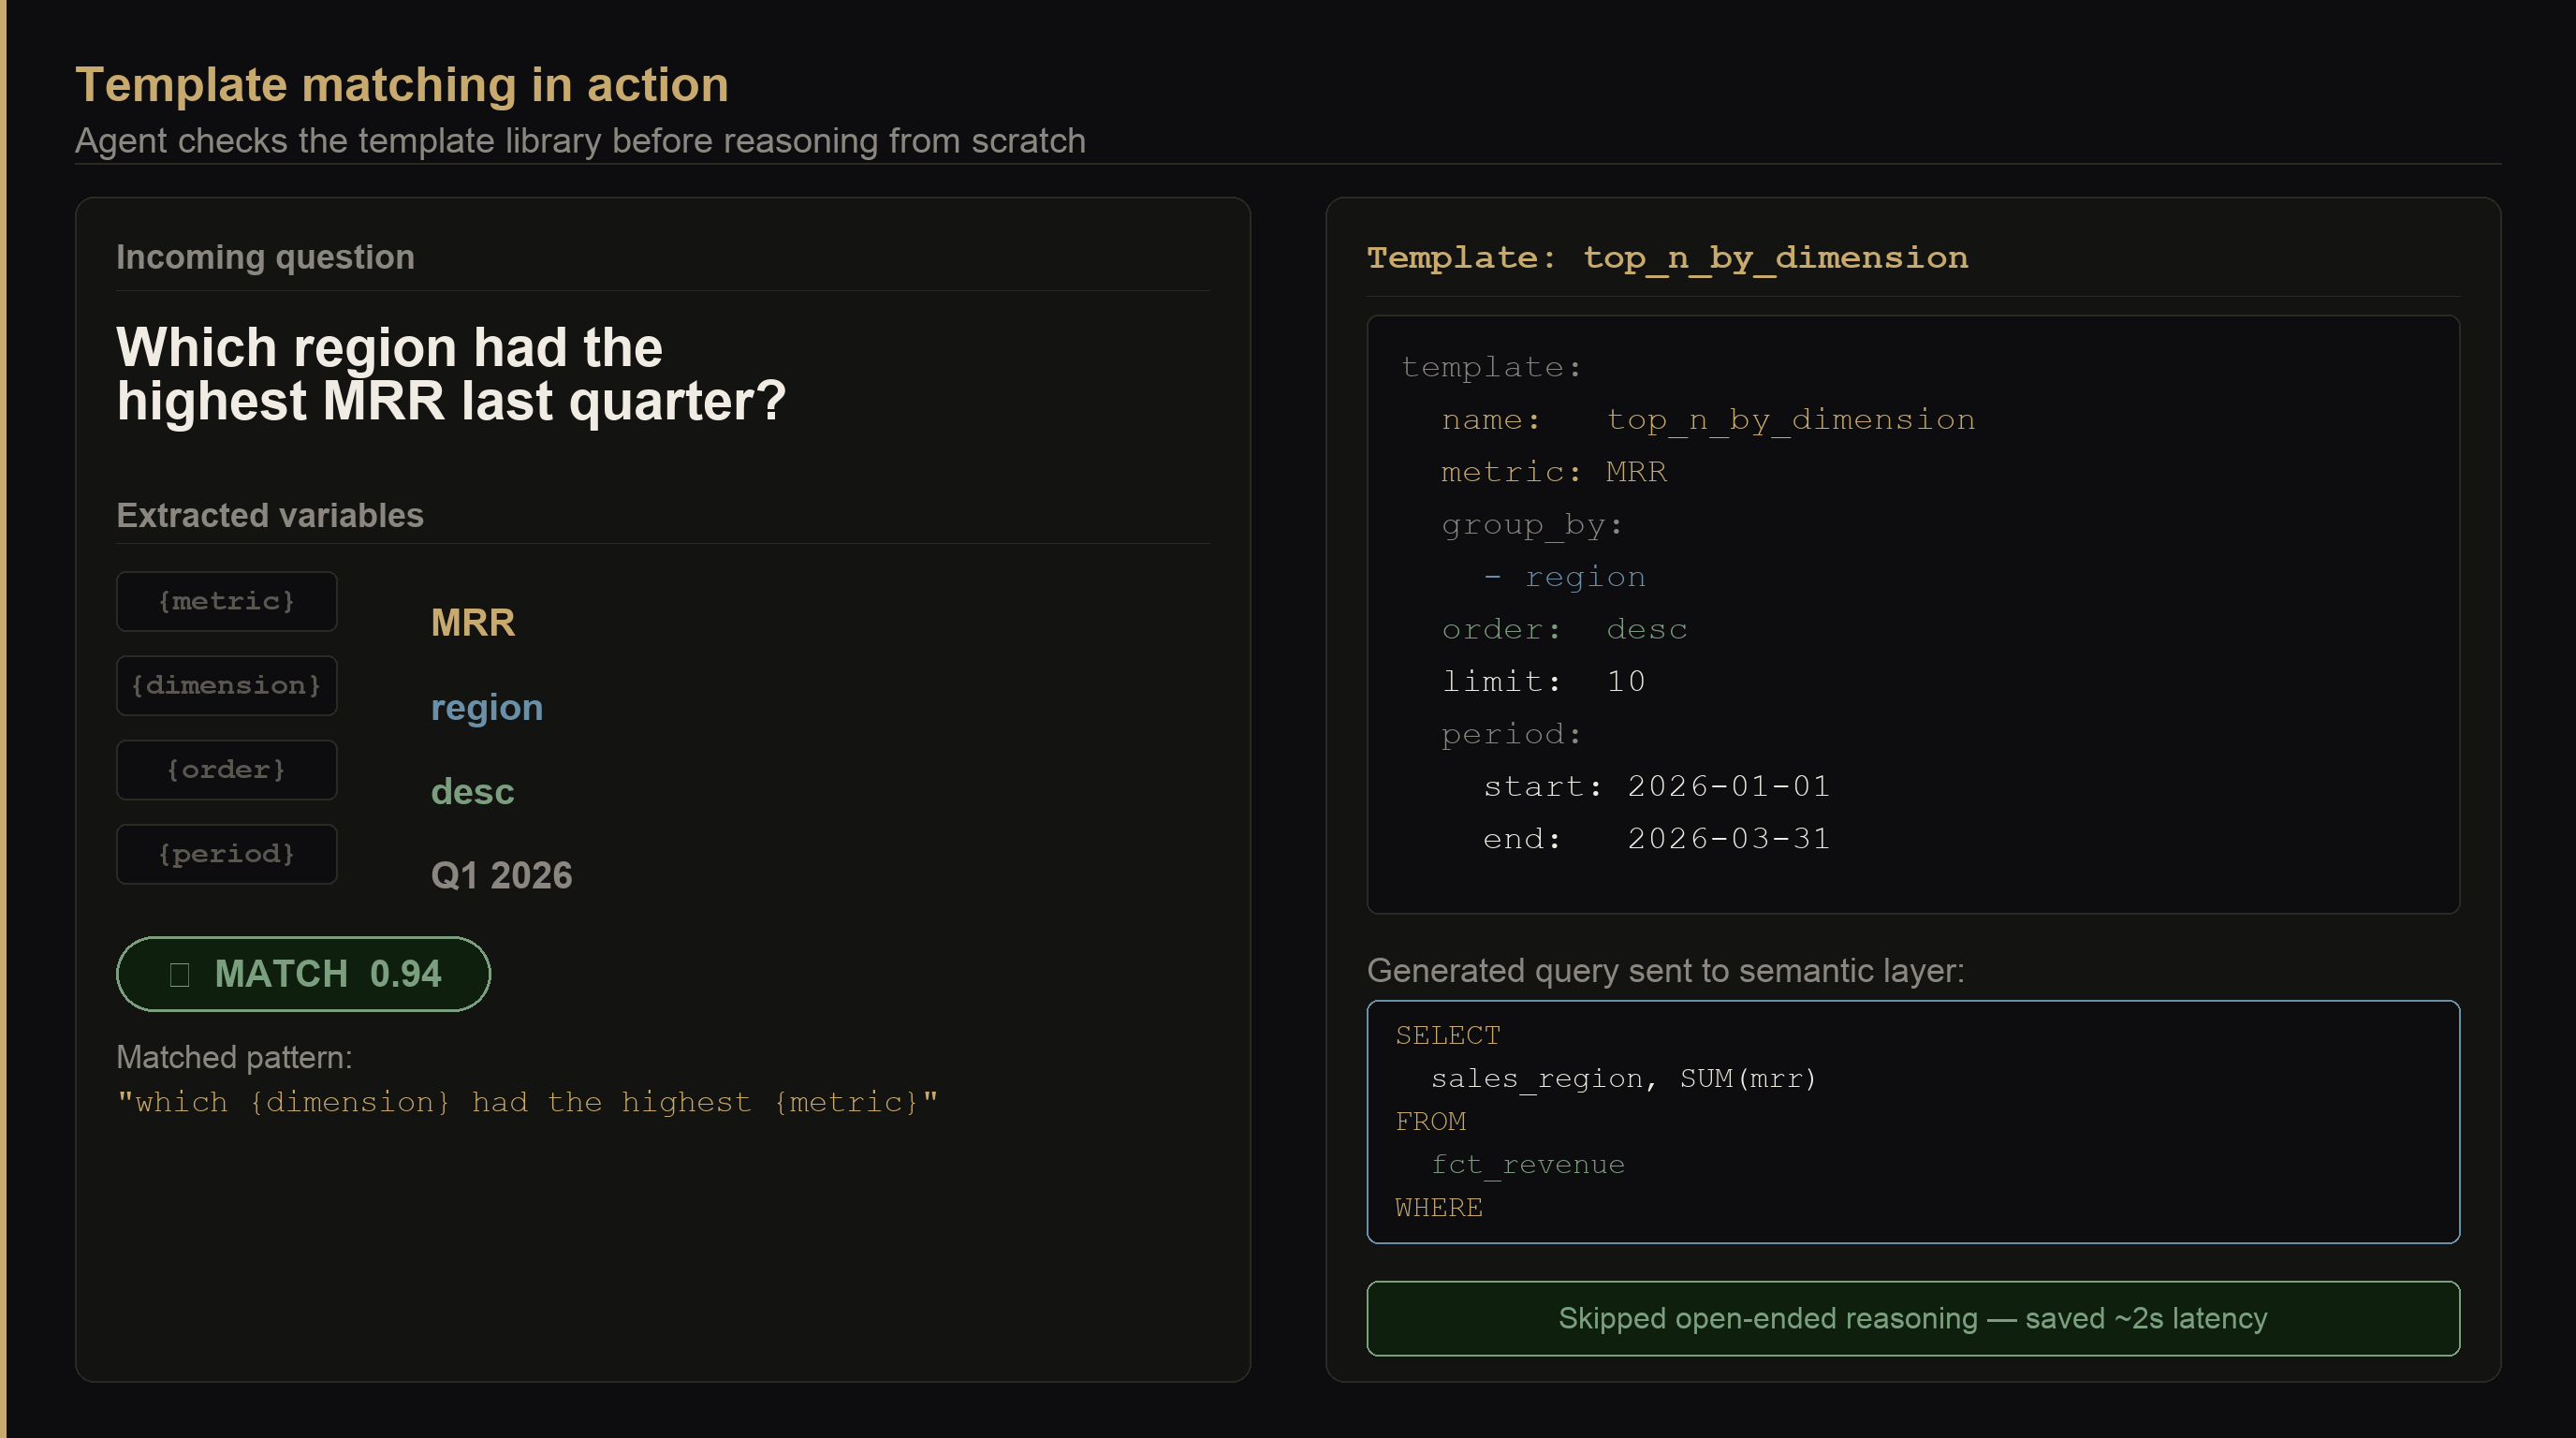 Template matching in action
Agent checks the template library before reasoning from scratch
Incoming question
Which region had the
highest MRR last quarter?
Extracted variables
{metric} MRR
{dimension} region
{order} desc
{period} Q1 2026
MATCH 0.94
Matched pattern:
"which {dimension} had the highest {metric}"
Template: top_n_by_dimension
template:
name: top_n_by_dimension
metric: MRR
group_by:
- region
order: desc
limit: 10
period:
start: 2026-01-01
end: 2026-03-31
Generated query sent to semantic layer:
SELECT
sales_region, SUM(mrr)
FROM
fct_revenue
WHERE
Skipped open-ended reasoning — saved ~2s latency